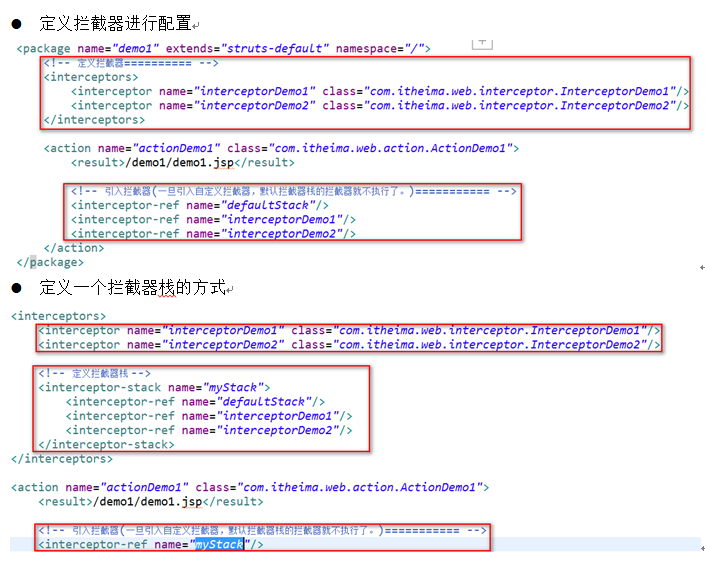 ● 定义拦截器进行配置
<package name="demo1" extends="struts-default" namespace="/">
<!-- 定义拦截器========== -->
<interceptors>
<interceptor name="interceptorDemo1" class="com.itheima.web.interceptor.InterceptorDemo1"/>
<interceptor name="interceptorDemo2" class="com.itheima.web.interceptor.InterceptorDemo2"/>
</interceptors>
<action name="actionDemo1" class="com.itheima.web.action.ActionDemo1">
<result>/demo1/demo1.jsp</result>
<!-- 引入拦截器(一旦引入自定义拦截器，默认拦截器栈的拦截器就不执行了。)=========== -->
<interceptor-ref name="defaultStack"/>
<interceptor-ref name="interceptorDemo1"/>
<interceptor-ref name="interceptorDemo2"/>
</action>
</package>
● 定义一个拦截器栈的方式
<interceptors>
<interceptor name="interceptorDemo1" class="com.itheima.web.interceptor.InterceptorDemo1"/>
<interceptor name="interceptorDemo2" class="com.itheima.web.interceptor.InterceptorDemo2"/>
<!-- 定义拦截器栈 -->
<interceptor-stack name="myStack">
<interceptor-ref name="defaultStack"/>
<interceptor-ref name="interceptorDemo1"/>
<interceptor-ref name="interceptorDemo2"/>
</interceptor-stack>
</interceptors>
<action name="actionDemo1" class="com.itheima.web.action.ActionDemo1">
<result>/demo1/demo1.jsp</result>
<!-- 引入拦截器(一旦引入自定义拦截器，默认拦截器栈的拦截器就不执行了。)=========== -->
<interceptor-ref name="myStack"/>